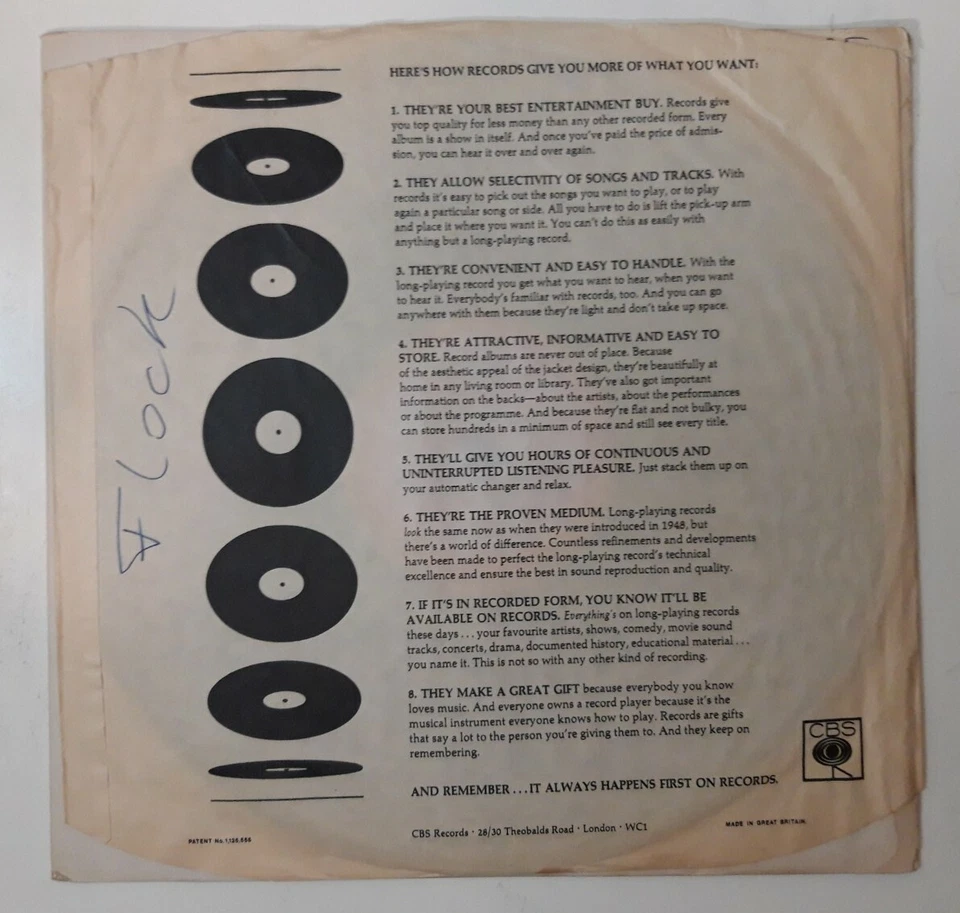 HERE'S HOW RECORDS GIVE YOU MORE OF WHAT YOU WANT:
1. THEY'RE YOUR BEST ENTERTAINMENT BUY. Records give
you top quality for less money than any other recorded form. Every
album is a show in itself. And once you've paid the price of admis-
sion, you can hear it over and over again.
2. THEY ALLOW SELECTIVITY OF SONGS AND TRACKS. With
records it's easy to pick out the songs you want to play, or to play
again a particular song or side. All you have to do is lift the pick-up arm
and place it where you want it. You can't do this as easily with
anything but a long-playing record.
3. THEY'RE CONVENIENT AND EASY TO HANDLE. With the
long-playing record you get what you want to hear, when you want
to hear it. Everybody's familiar with records, too. And you can go
anywhere with them because they're light and don't take up space.
4. THEY'RE ATTRACTIVE, INFORMATIVE AND EASY TO
STORE. Record albums are never out of place. Because
of the aesthetic appeal of the jacket design, they're beautifully at
home in any living room or library. They've also got important
information on the backs—about the artists, about the performances
or about the programme. And because they're flat and not bulky, you
can store hundreds in a minimum of space and still see every title.
5. THEY'LL GIVE YOU HOURS OF CONTINUOUS AND
UNINTERRUPTED LISTENING PLEASURE. Just stack them up on
your automatic changer and relax.
6. THEY'RE THE PROVEN MEDIUM. Long-playing records
look the same now as when they were introduced in 1948, but
there's a world of difference. Countless refinements and developments
have been made to perfect the long-playing record's technical
excellence and ensure the best in sound reproduction and quality.
7. IF IT'S IN RECORDED FORM, YOU KNOW IT'LL BE
AVAILABLE ON RECORDS. Everything's on long-playing records
these days ... your favourite artists, shows, comedy, movie sound
tracks, concerts, drama, documented history, educational material ...
you name it. This is not so with any other kind of recording.
8. THEY MAKE A GREAT GIFT because everybody you know
loves music. And everyone owns a record player because it's the
musical instrument everyone knows how to play. Records are gifts
that say a lot to the person you're giving them to. And they keep on
remembering.
AND REMEMBER ... IT ALWAYS HAPPENS FIRST ON RECORDS.
CBS Records · 28/30 Theobalds Road · London · WC1
MADE IN GREAT BRITAIN
PATENT No. 1,125,555
CBS
Flock